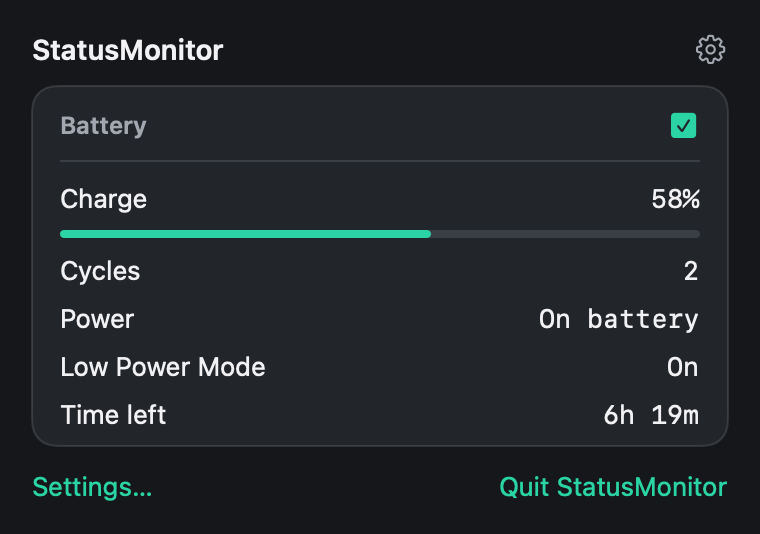 StatusMonitor
Battery
Charge 58%
Cycles 2
Power On battery
Low Power Mode On
Time left 6h 19m
Settings... Quit StatusMonitor